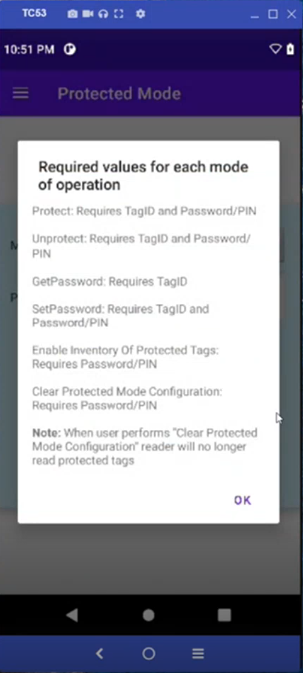 TC53
10:51 PM
Protected Mode
Required values for each mode
of operation
Protect: Requires TagID and Password/PIN
Unprotect: Requires TagID and Password/
PIN
GetPassword: Requires TagID
SetPassword: Requires TagID and
Password/PIN
Enable Inventory Of Protected Tags:
Requires Password/PIN
Clear Protected Mode Configuration:
Requires Password/PIN
Note: When user performs "Clear Protected
Mode Configuration" reader will no longer
read protected tags
OK